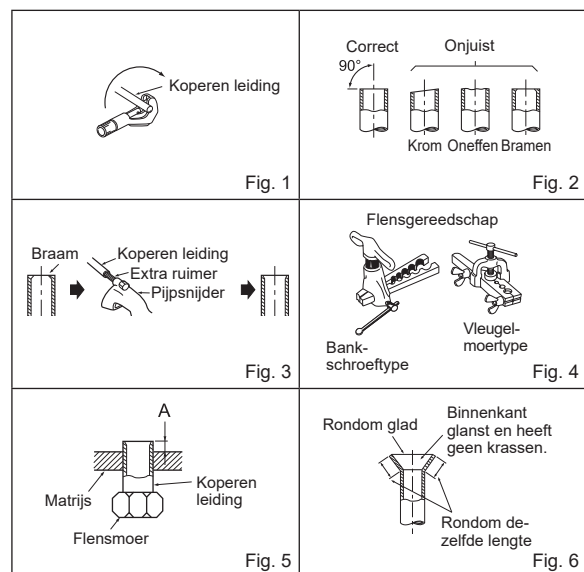 Koperen leiding
Fig. 1
Correct
Onjuist
90°
Krom Oneffen Bramen
Fig. 2
Braam
Koperen leiding
Extra ruimer
Pijpsnijder
Fig. 3
Flensgereedschap
Bank-
schroeftype
Vleugel-
moertype
Fig. 4
A
Matrijs
Koperen
leiding
Flensmoer
Fig. 5
Rondom glad
Binnenkant
glanst en heeft
geen krassen.
Rondom de-
zelfde lengte
Fig. 6